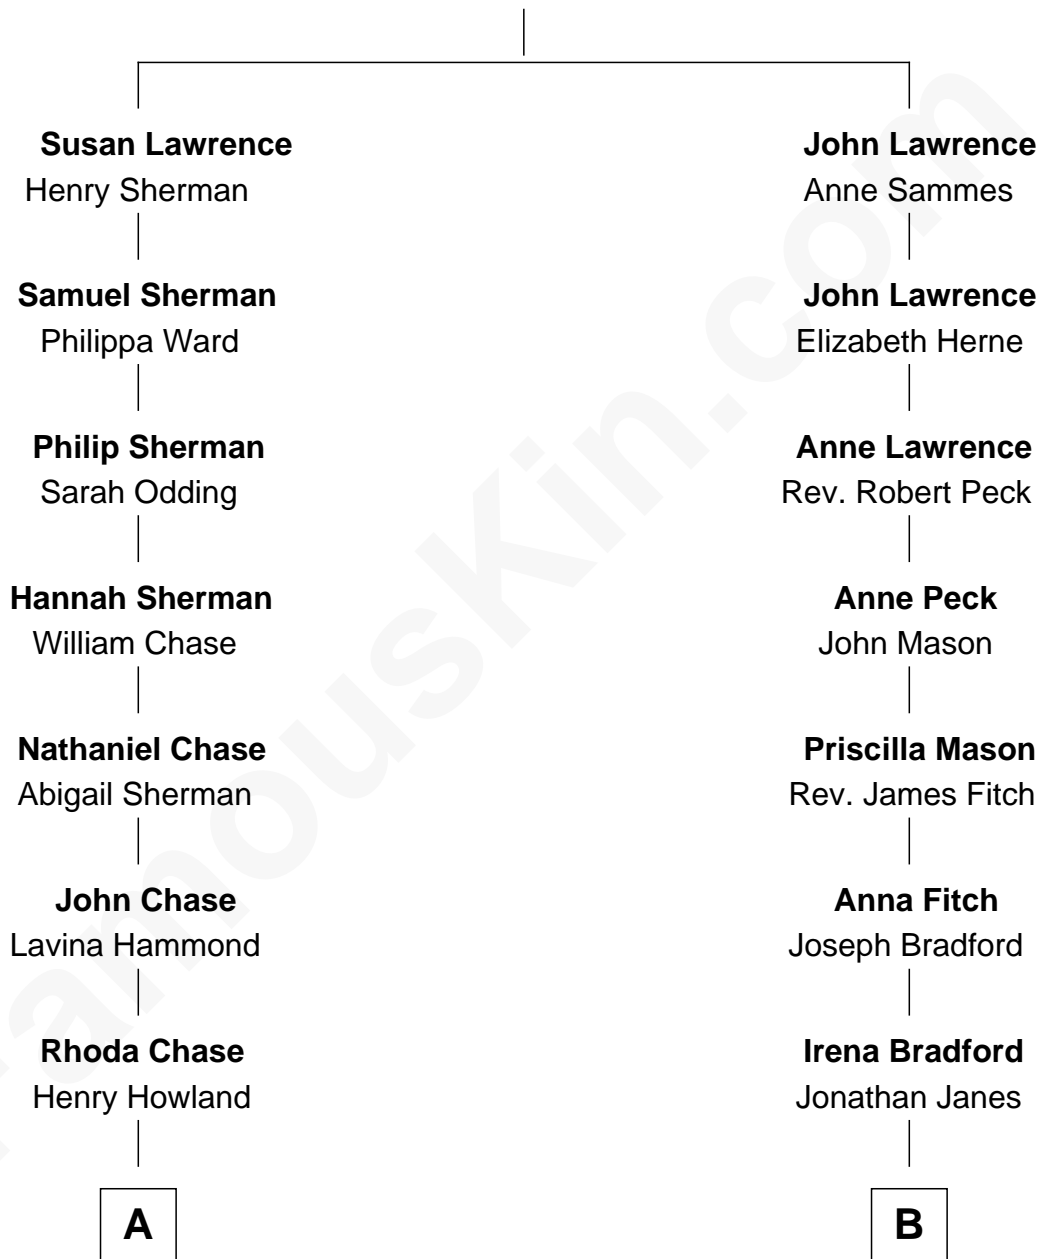 Susan Lawrence
Henry Sherman
Samuel Sherman
Philippa Ward
Philip Sherman
Sarah Odding
Hannah Sherman
William Chase
Nathaniel Chase
Abigail Sherman
John Chase
Lavina Hammond
Rhoda Chase
Henry Howland
A
John Lawrence
Anne Sammes
John Lawrence
Elizabeth Herne
Anne Lawrence
Rev. Robert Peck
Anne Peck
John Mason
Priscilla Mason
Rev. James Fitch
Anna Fitch
Joseph Bradford
Irena Bradford
Jonathan Janes
B
FamousKin.com